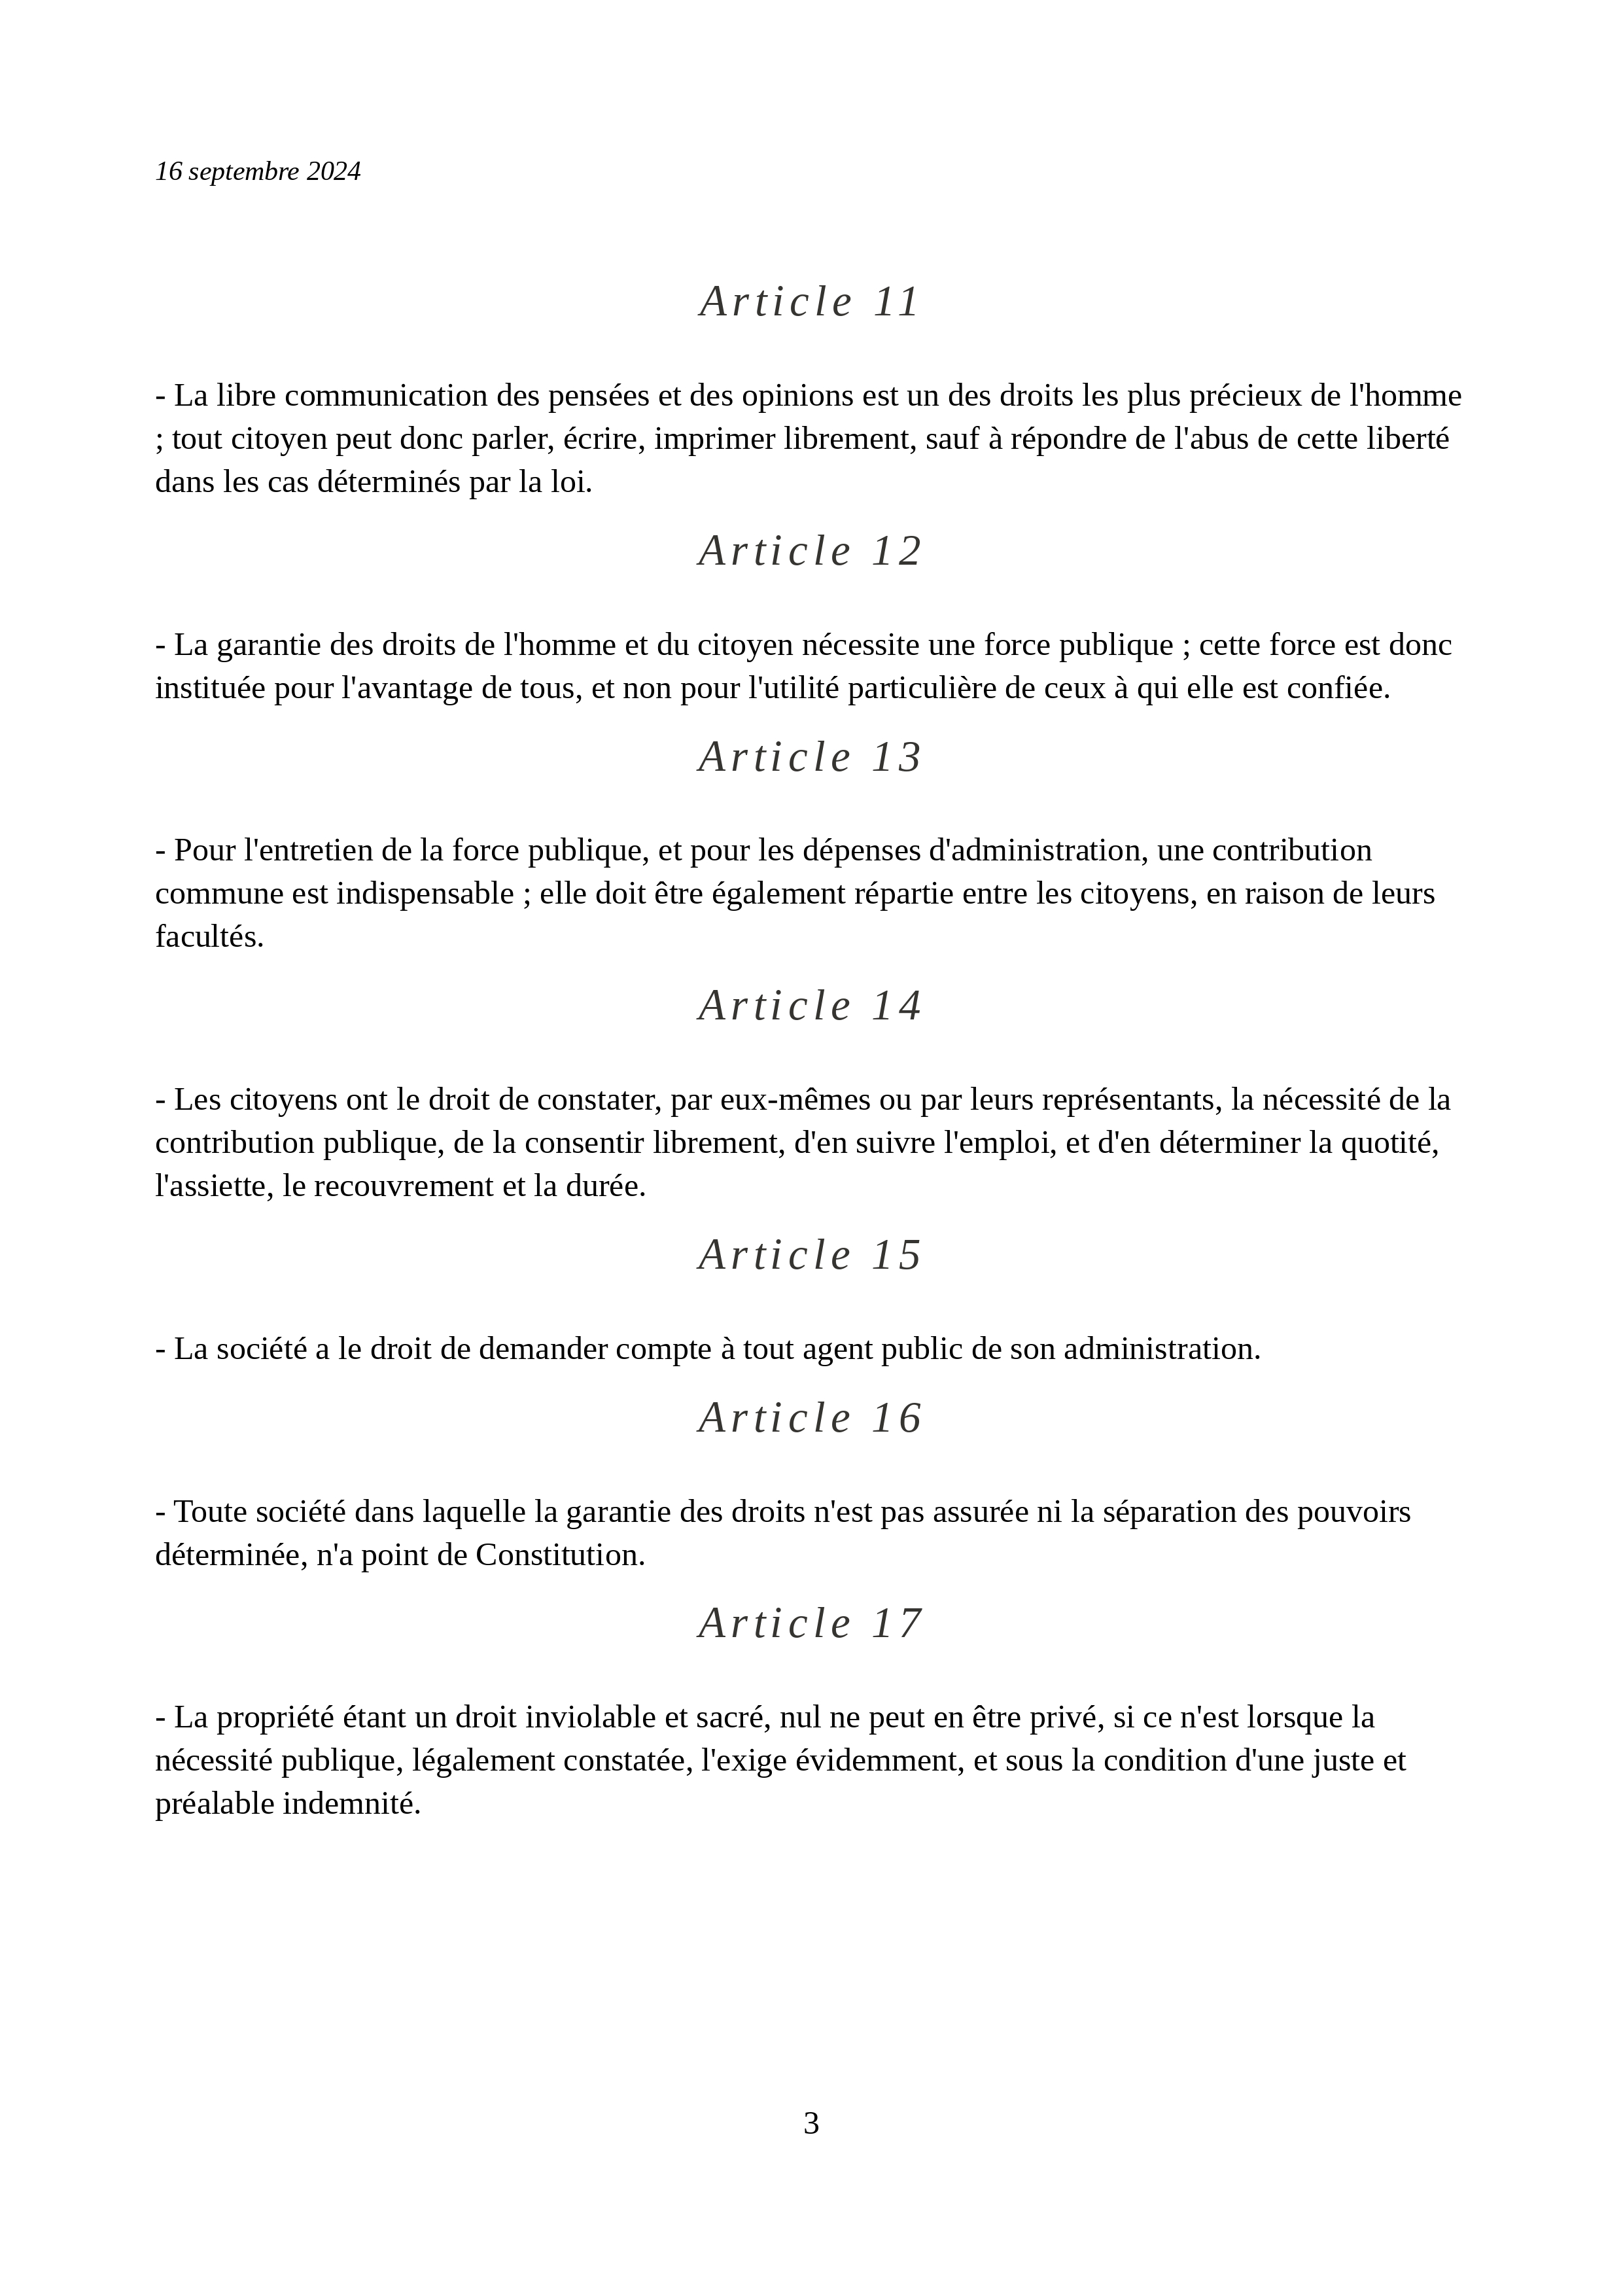 16 septembre 2024
Article 11
- La libre communication des pensées et des opinions est un des droits les plus précieux de l'homme
; tout citoyen peut donc parler, écrire, imprimer librement, sauf à répondre de l'abus de cette liberté
dans les cas déterminés par la loi.
Article 12
- La garantie des droits de l'homme et du citoyen nécessite une force publique ; cette force est donc
instituée pour l'avantage de tous, et non pour l'utilité particulière de ceux à qui elle est confiée.
Article 13
- Pour l'entretien de la force publique, et pour les dépenses d'administration, une contribution
commune est indispensable ; elle doit être également répartie entre les citoyens, en raison de leurs
facultés.
Article 14
- Les citoyens ont le droit de constater, par eux-mêmes ou par leurs représentants, la nécessité de la
contribution publique, de la consentir librement, d'en suivre l'emploi, et d'en déterminer la quotité,
l'assiette, le recouvrement et la durée.
Article 15
- La société a le droit de demander compte à tout agent public de son administration.
Article 16
- Toute société dans laquelle la garantie des droits n'est pas assurée ni la séparation des pouvoirs
déterminée, n'a point de Constitution.
Article 17
- La propriété étant un droit inviolable et sacré, nul ne peut en être privé, si ce n'est lorsque la
nécessité publique, légalement constatée, l'exige évidemment, et sous la condition d'une juste et
préalable indemnité.
3